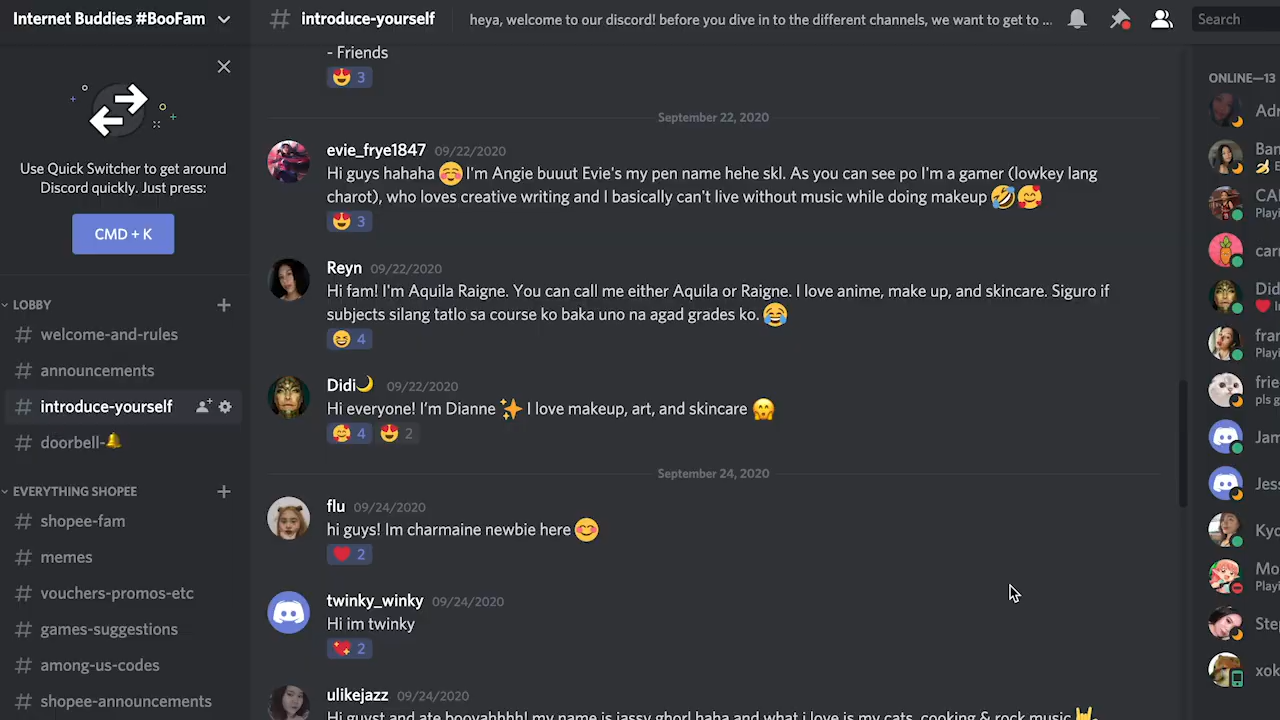 Internet Buddies #BooFam
Use Quick Switcher to get around
Discord quickly. Just press:
CMD + K
LOBBY
# welcome-and-rules
# announcements
# introduce-yourself
# doorbell-🔔
EVERYTHING SHOPEE
# shopee-fam
# memes
# vouchers-promos-etc
# games-suggestions
# among-us-codes
# shopee-announcements
# introduce-yourself
heya, welcome to our discord! before you dive in to the different channels, we want to get to ...
Search
- Friends
😍 3
September 22, 2020
evie_frye1847 09/22/2020
Hi guys hahaha ☺️ I'm Angie buuut Evie's my pen name hehe skl. As you can see po I'm a gamer (lowkey lang
charot), who loves creative writing and I basically can't live without music while doing makeup 🤣🥰
😍 3
Reyn 09/22/2020
Hi fam! I'm Aquila Raigne. You can call me either Aquila or Raigne. I love anime, make up, and skincare. Siguro if
subjects silang tatlo sa course ko baka uno na agad grades ko. 😂
😆 4
Didi🌙 09/22/2020
Hi everyone! I’m Dianne ✨ I love makeup, art, and skincare 🤗
🥰 4 😍 2
September 24, 2020
flu 09/24/2020
hi guys! Im charmaine newbie here 😊
❤️ 2
twinky_winky 09/24/2020
Hi im twinky
💖 2
ulikejazz 09/24/2020
Hi guyst and ate booyahhhh! my name is jassy ghorl haha and what i love is my cats, cooking & rock music 🤘
ONLINE—13
Adr
Ban
CA
Play
carr
Did
❤️ In
fran
Playi
frie
pls g
Jam
Jess
Kyo
Mo
Playi
Step
xok